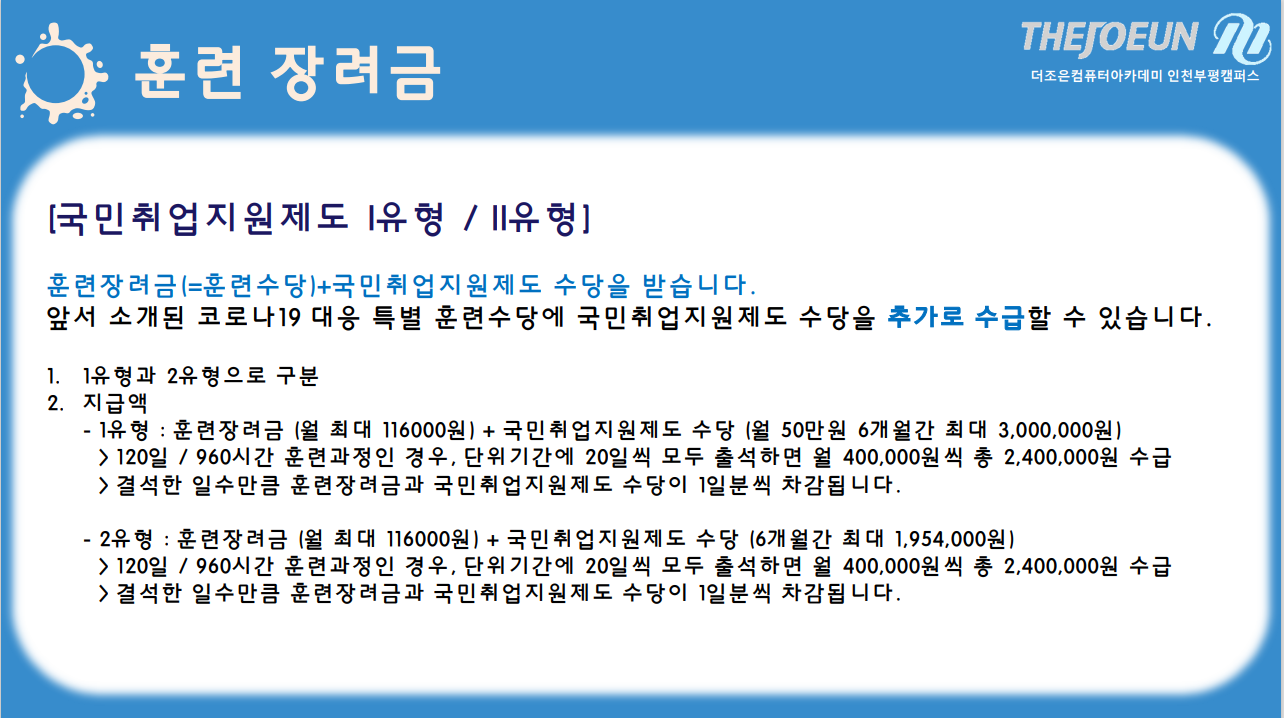 훈련 장려금
THEJOEUN
더조은컴퓨터아카데미 인천부평캠퍼스
[국민취업지원제도 I유형 / II유형]
훈련장려금(=훈련수당)+국민취업지원제도 수당을 받습니다.
앞서 소개된 코로나19 대응 특별 훈련수당에 국민취업지원제도 수당을 추가로 수급할 수 있습니다.
1. 1유형과 2유형으로 구분
2. 지급액
- 1유형 : 훈련장려금 (월 최대 116000원) + 국민취업지원제도 수당 (월 50만원 6개월간 최대 3,000,000원)
> 120일 / 960시간 훈련과정인 경우, 단위기간에 20일씩 모두 출석하면 월 400,000원씩 총 2,400,000원 수급
> 결석한 일수만큼 훈련장려금과 국민취업지원제도 수당이 1일분씩 차감됩니다.
- 2유형 : 훈련장려금 (월 최대 116000원) + 국민취업지원제도 수당 (6개월간 최대 1,954,000원)
> 120일 / 960시간 훈련과정인 경우, 단위기간에 20일씩 모두 출석하면 월 400,000원씩 총 2,400,000원 수급
> 결석한 일수만큼 훈련장려금과 국민취업지원제도 수당이 1일분씩 차감됩니다.